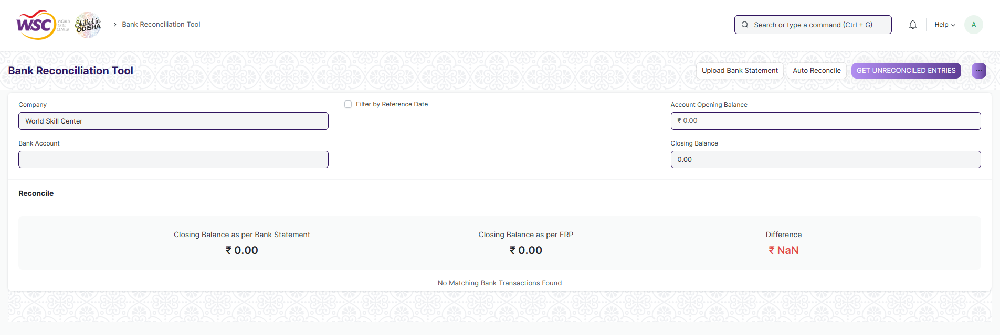 WSC WORLD SKILL CENTER
Skilled in ODISHA
Bank Reconciliation Tool
Search or type a command (Ctrl + G)
Help
A
Bank Reconciliation Tool
Upload Bank Statement
Auto Reconcile
GET UNRECONCILED ENTRIES
···
Company
World Skill Center
Filter by Reference Date
Account Opening Balance
₹ 0.00
Bank Account
Closing Balance
0.00
Reconcile
Closing Balance as per Bank Statement
₹ 0.00
Closing Balance as per ERP
₹ 0.00
Difference
₹ NaN
No Matching Bank Transactions Found